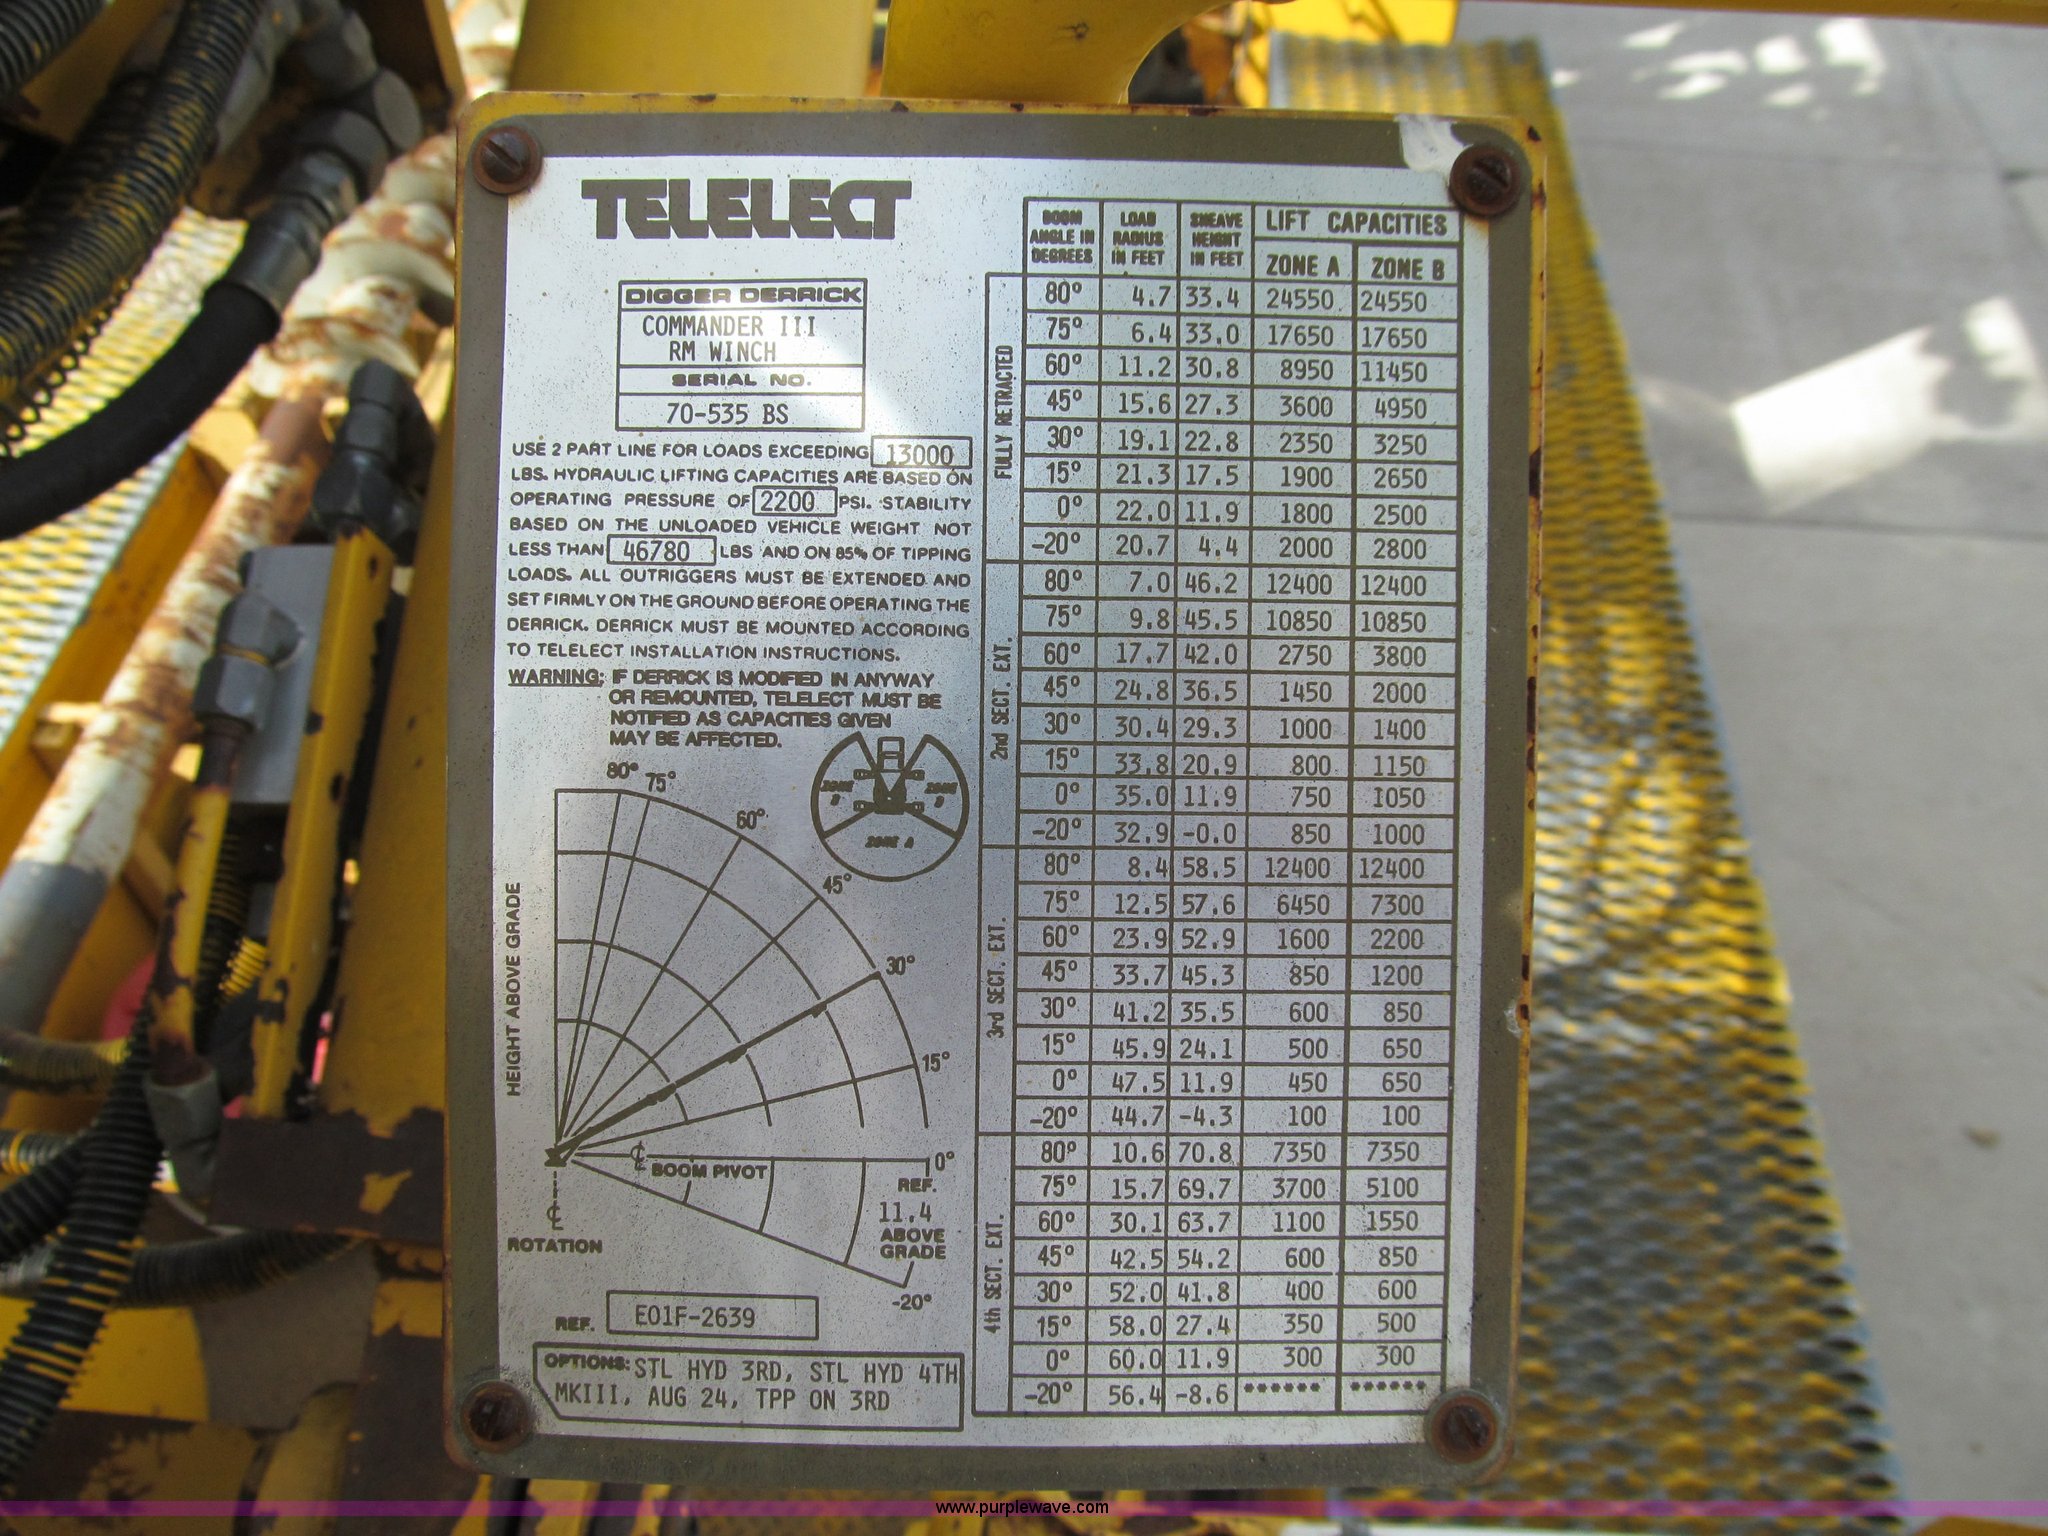 TELELECT
DIGGER DERRICK
COMMANDER III
RM WINCH
SERIAL NO.
70-535 BS
USE 2 PART LINE FOR LOADS EXCEEDING 13000
LBS. HYDRAULIC LIFTING CAPACITIES ARE BASED ON
OPERATING PRESSURE OF 2200 PSI. STABILITY
BASED ON THE UNLOADED VEHICLE WEIGHT NOT
LESS THAN 46780 LBS AND ON 85% OF TIPPING
LOADS. ALL OUTRIGGERS MUST BE EXTENDED AND
SET FIRMLY ON THE GROUND BEFORE OPERATING THE
DERRICK. DERRICK MUST BE MOUNTED ACCORDING
TO TELELECT INSTALLATION INSTRUCTIONS.
WARNING: IF DERRICK IS MODIFIED IN ANYWAY
OR REMOUNTED, TELELECT MUST BE
NOTIFIED AS CAPACITIES GIVEN
MAY BE AFFECTED.
ZONE B
ZONE B
ZONE A
80°
75°
60°
45°
30°
15°
0°
-20°
HEIGHT ABOVE GRADE
℄ BOOM PIVOT
REF.
11.4
ABOVE
GRADE
℄
ROTATION
REF. E01F-2639
OPTIONS: STL HYD 3RD, STL HYD 4TH
MKIII, AUG 24, TPP ON 3RD
BOOM ANGLE IN DEGREES
LOAD RADIUS IN FEET
SHEAVE HEIGHT IN FEET
LIFT CAPACITIES
ZONE A ZONE B
FULLY RETRACTED
80° 4.7 33.4 24550 24550
75° 6.4 33.0 17650 17650
60° 11.2 30.8 8950 11450
45° 15.6 27.3 3600 4950
30° 19.1 22.8 2350 3250
15° 21.3 17.5 1900 2650
0° 22.0 11.9 1800 2500
-20° 20.7 4.4 2000 2800
2nd SECT. EXT.
80° 7.0 46.2 12400 12400
75° 9.8 45.5 10850 10850
60° 17.7 42.0 2750 3800
45° 24.8 36.5 1450 2000
30° 30.4 29.3 1000 1400
15° 33.8 20.9 800 1150
0° 35.0 11.9 750 1050
-20° 32.9 -0.0 850 1000
3rd SECT. EXT.
80° 8.4 58.5 12400 12400
75° 12.5 57.6 6450 7300
60° 23.9 52.9 1600 2200
45° 33.7 45.3 850 1200
30° 41.2 35.5 600 850
15° 45.9 24.1 500 650
0° 47.5 11.9 450 650
-20° 44.7 -4.3 100 100
4th SECT. EXT.
80° 10.6 70.8 7350 7350
75° 15.7 69.7 3700 5100
60° 30.1 63.7 1100 1550
45° 42.5 54.2 600 850
30° 52.0 41.8 400 600
15° 58.0 27.4 350 500
0° 60.0 11.9 300 300
-20° 56.4 -8.6 ****** ******
www.purplewave.com